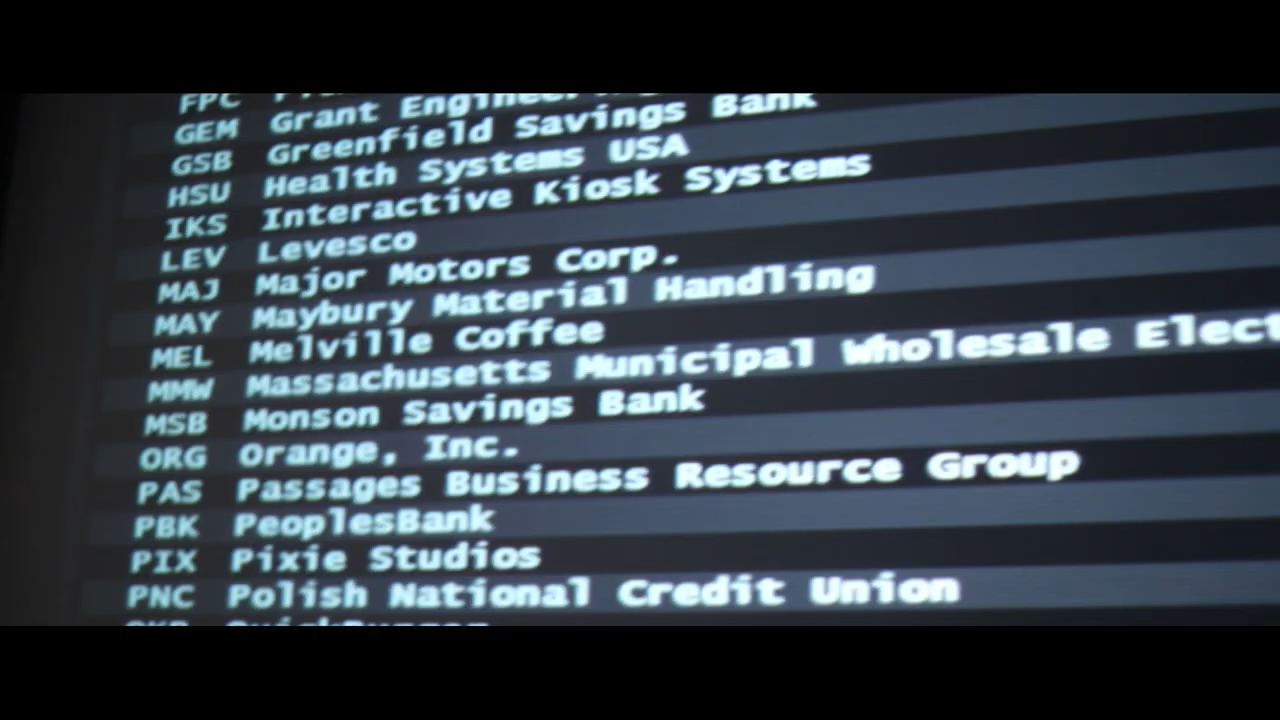 FPC
GEM Grant Engineering
GSB Greenfield Savings Bank
HSU Health Systems USA
IKS Interactive Kiosk Systems
LEV Levesco
MAJ Major Motors Corp.
MAY Maybury Material Handling
MEL Melville Coffee
MMW Massachusetts Municipal Wholesale Elect
MSB Monson Savings Bank
ORG Orange, Inc.
PAS Passages Business Resource Group
PBK PeoplesBank
PIX Pixie Studios
PNC Polish National Credit Union